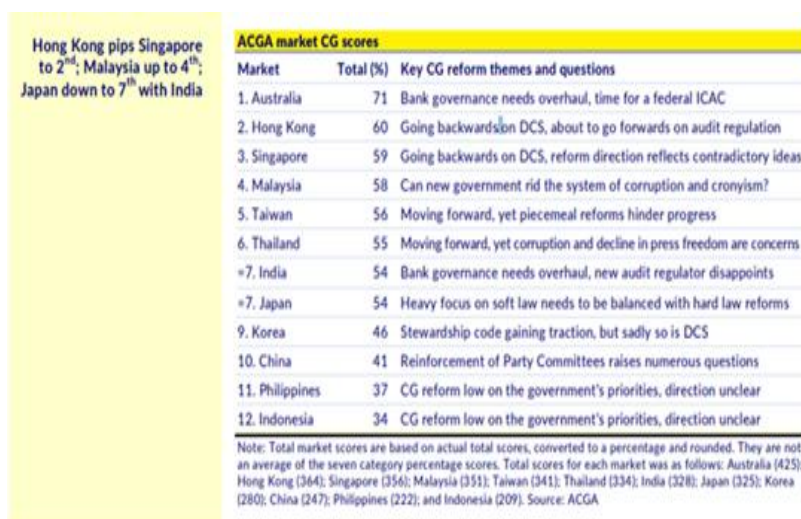 Hong Kong pips Singapore
to 2nd; Malaysia up to 4th;
Japan down to 7th with India
ACGA market CG scores
Market Total (%) Key CG reform themes and questions
1. Australia 71 Bank governance needs overhaul, time for a federal ICAC
2. Hong Kong 60 Going backwards on DCS, about to go forwards on audit regulation
3. Singapore 59 Going backwards on DCS, reform direction reflects contradictory ideas
4. Malaysia 58 Can new government rid the system of corruption and cronyism?
5. Taiwan 56 Moving forward, yet piecemeal reforms hinder progress
6. Thailand 55 Moving forward, yet corruption and decline in press freedom are concerns
=7. India 54 Bank governance needs overhaul, new audit regulator disappoints
=7. Japan 54 Heavy focus on soft law needs to be balanced with hard law reforms
9. Korea 46 Stewardship code gaining traction, but sadly so is DCS
10. China 41 Reinforcement of Party Committees raises numerous questions
11. Philippines 37 CG reform low on the government's priorities, direction unclear
12. Indonesia 34 CG reform low on the government's priorities, direction unclear
Note: Total market scores are based on actual total scores, converted to a percentage and rounded. They are not
an average of the seven category percentage scores. Total scores for each market was as follows: Australia (425);
Hong Kong (364); Singapore (356); Malaysia (351); Taiwan (341); Thailand (334); India (328); Japan (325); Korea
(280); China (247); Philippines (222); and Indonesia (209). Source: ACGA